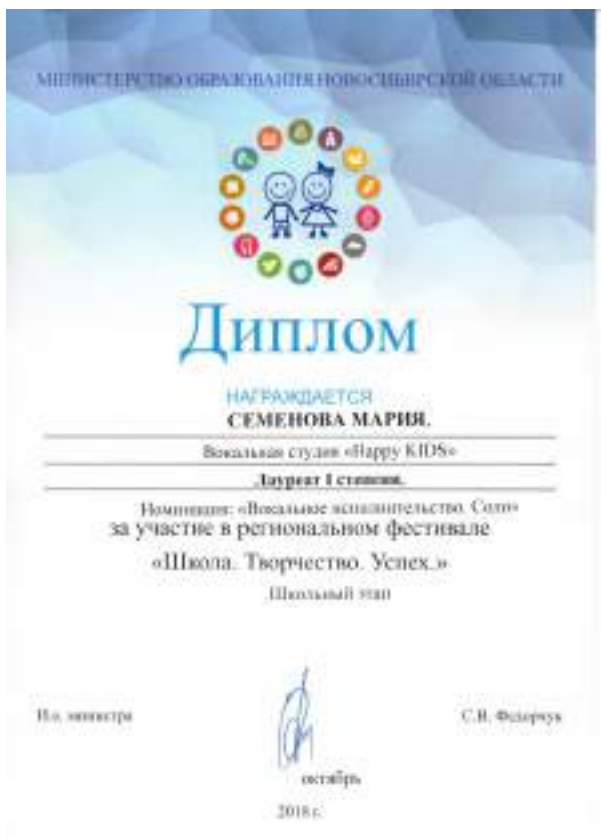 МИНИСТЕРСТВО ОБРАЗОВАНИЯ НОВОСИБИРСКОЙ ОБЛАСТИ
Диплом
НАГРАЖДАЕТСЯ
СЕМЕНОВА МАРИЯ.
Вокальная студия «Happy KIDS»
Лауреат I степени.
Номинация: «Вокальное исполнительство. Соло»
за участие в региональном фестивале
«Школа. Творчество. Успех.»
Школьный этап
И.о. министра
С.В. Федорчук
октябрь
2018 г.